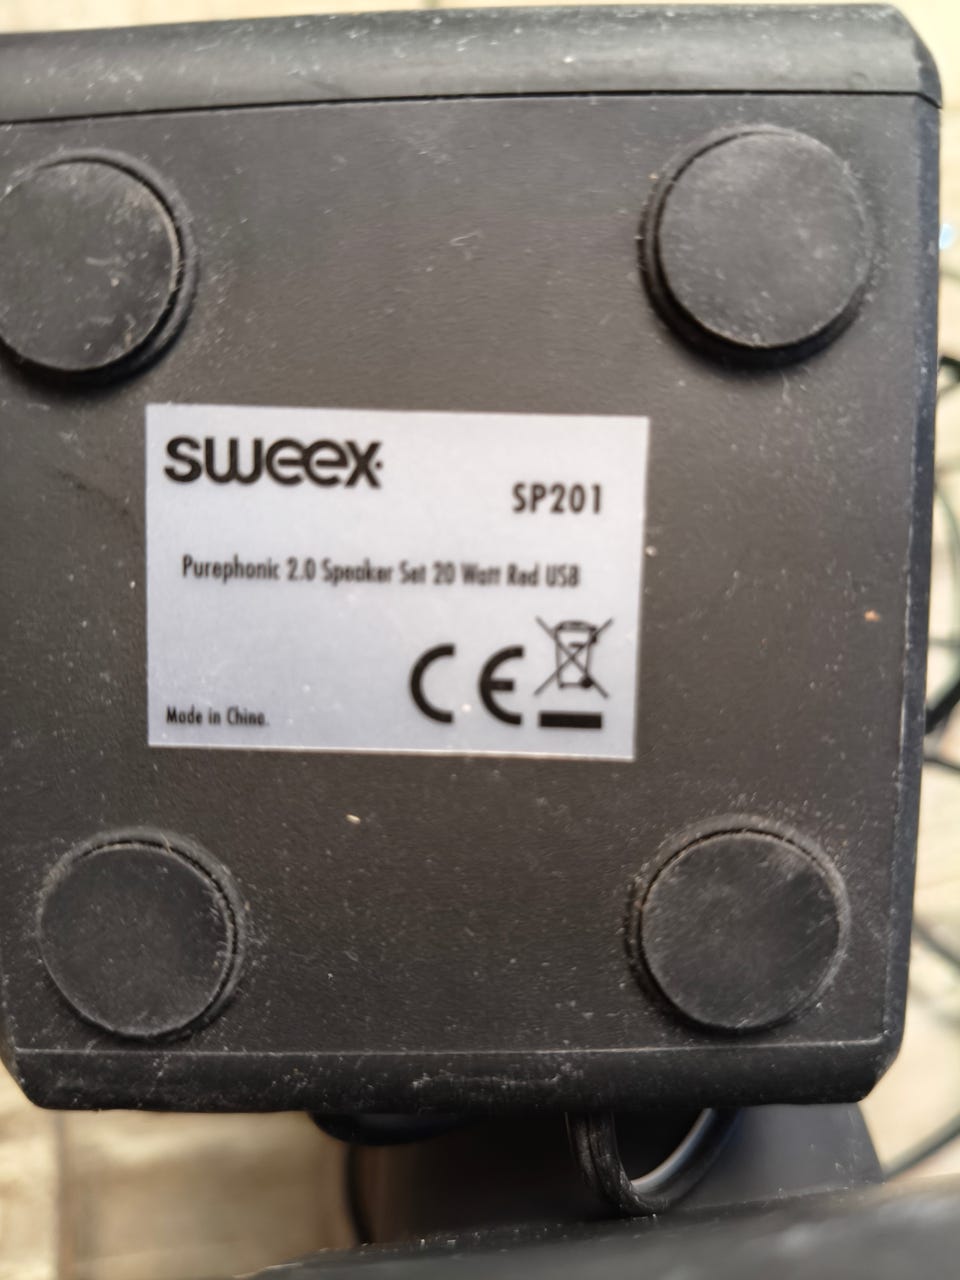 sweex
SP201
Purephonic 2.0 Speaker Set 20 Watt Red USB
CE
Made in China.